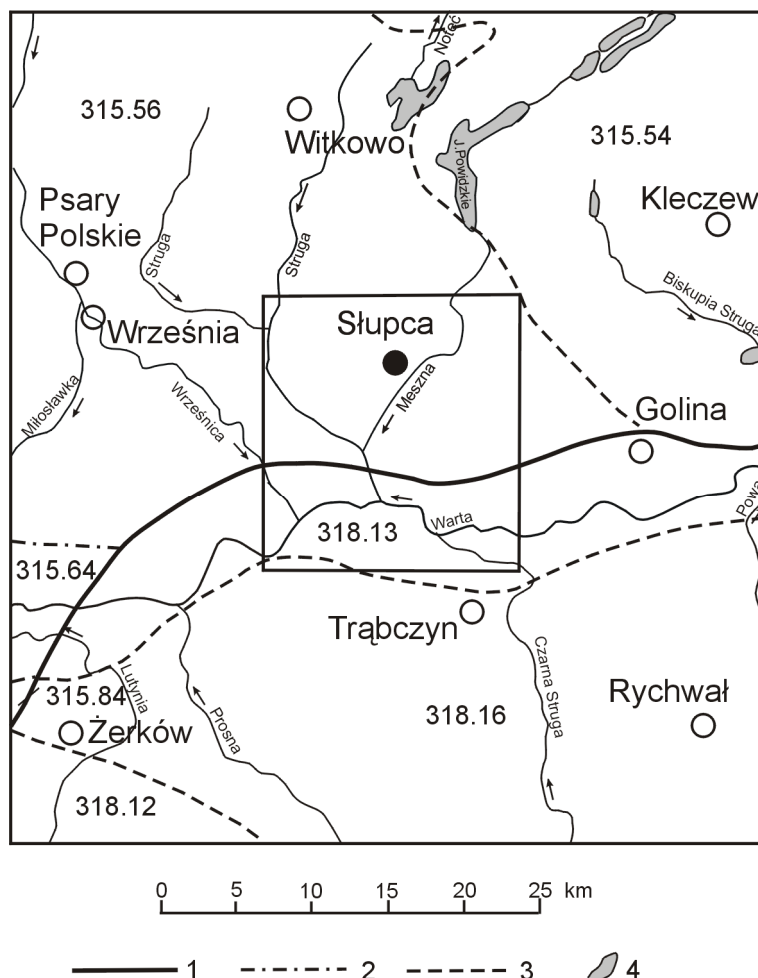 Noteć
315.56
Witkowo
315.54
J.Powidzkie
Psary
Polskie
Kleczew
Struga
Struga
Biskupia Struga
Września
Słupca
Miłosławka
Wrześnica
Meszna
Golina
318.13
Warta
Powa
315.64
Trąbczyn
Lutynia
315.84
Żerków
Prosna
318.16
Czarna Struga
Rychwał
318.12
0 5 10 15 20 25 km
1 2 3 4